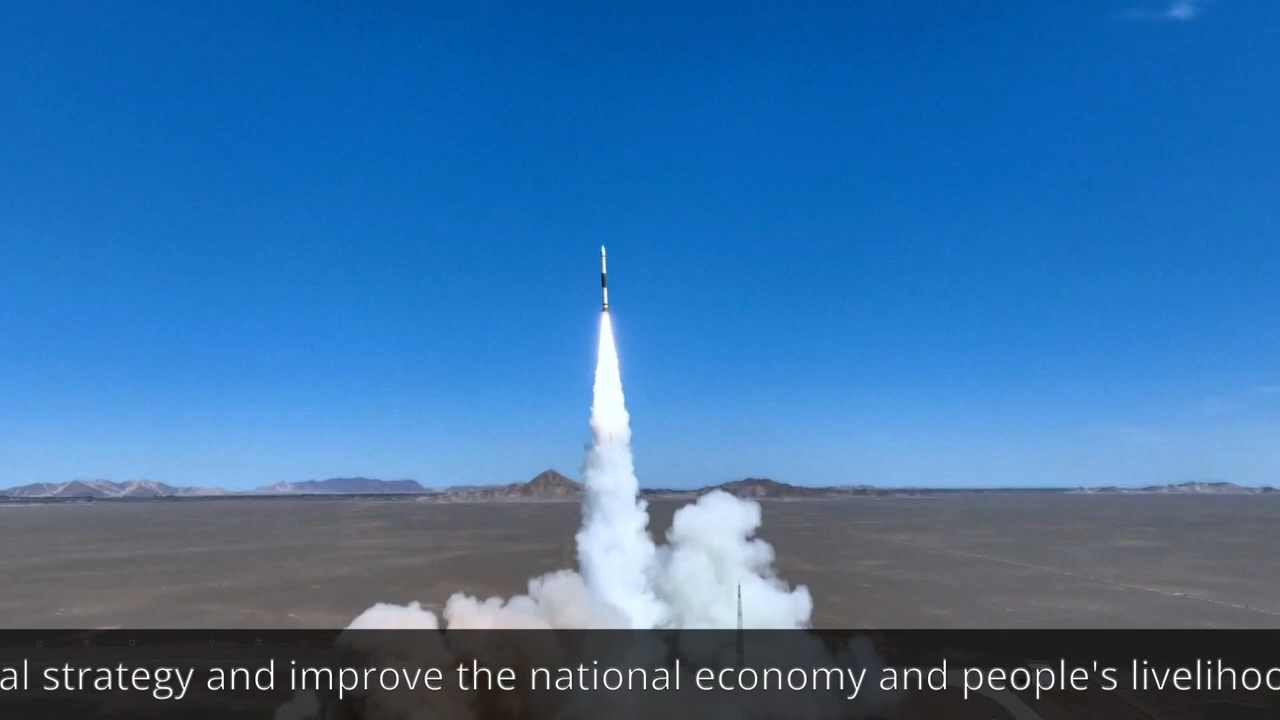 al strategy and improve the national economy and people's livelihoo